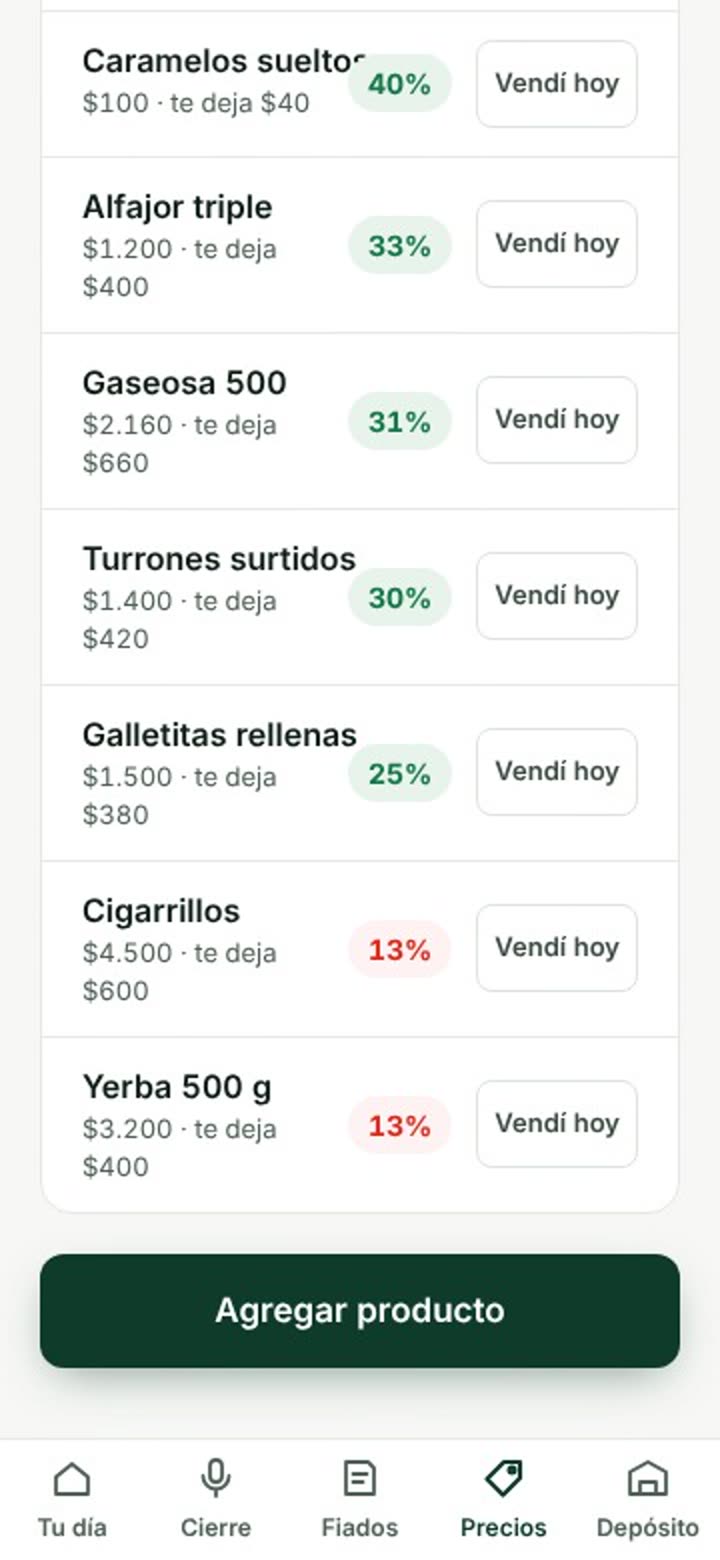 Caramelos sueltos
$100 · te deja $40
40%
Vendí hoy
Alfajor triple
$1.200 · te deja
$400
33%
Vendí hoy
Gaseosa 500
$2.160 · te deja
$660
31%
Vendí hoy
Turrones surtidos
$1.400 · te deja
$420
30%
Vendí hoy
Galletitas rellenas
$1.500 · te deja
$380
25%
Vendí hoy
Cigarrillos
$4.500 · te deja
$600
13%
Vendí hoy
Yerba 500 g
$3.200 · te deja
$400
13%
Vendí hoy
Agregar producto
Tu día
Cierre
Fiados
Precios
Depósito